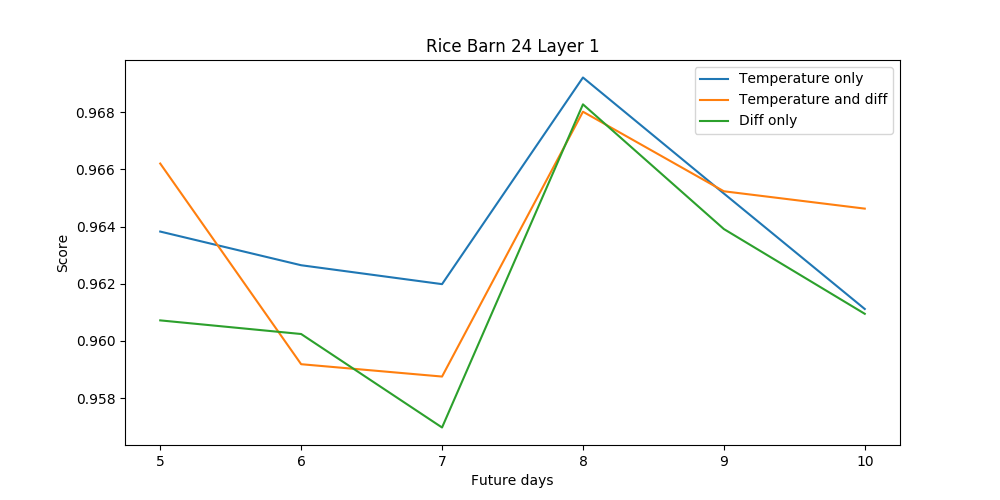 Rice Barn 24 Layer 1
Temperature only
Temperature and diff
Diff only
0.968
0.966
0.964
0.962
0.960
0.958
Score
5 6 7 8 9 10
Future days